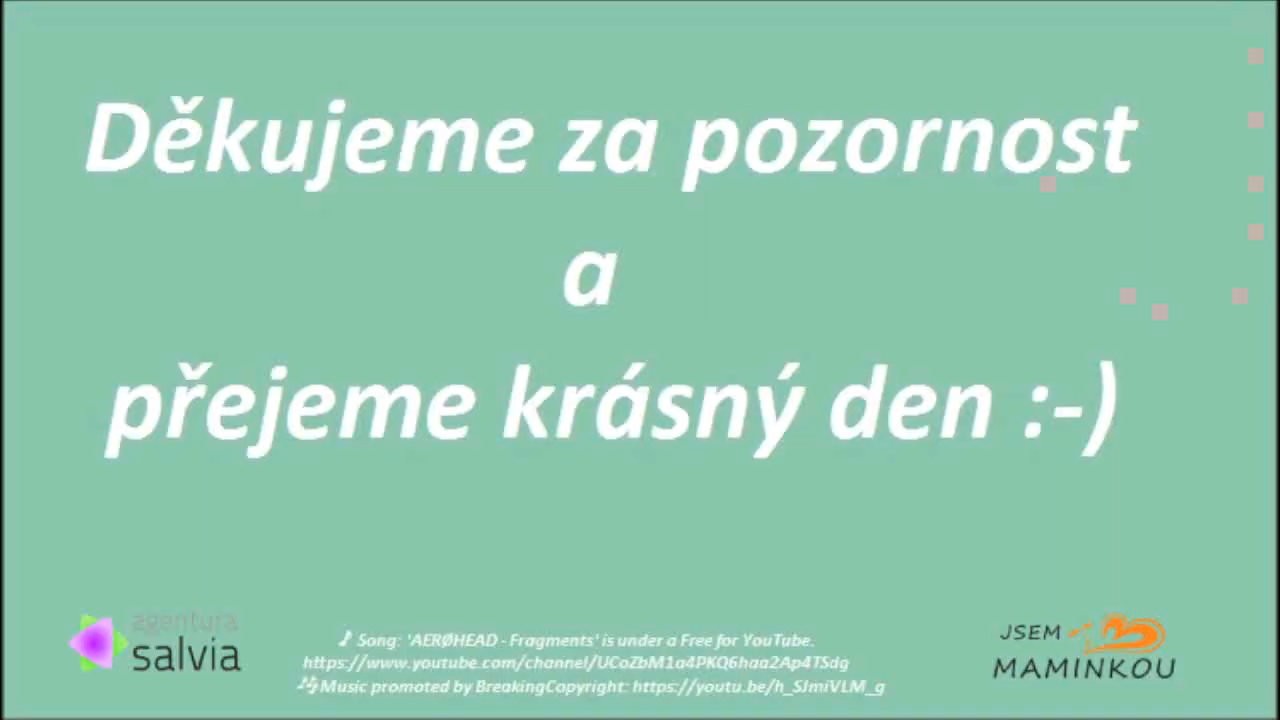 Děkujeme za pozornost
a
přejeme krásný den :-)
agentura
salvia
♪ Song: 'AERØHEAD - Fragments' is under a Free for YouTube.
https://www.youtube.com/channel/UCoZbM1a4PKQ6haa2Ap4TSdg
🎶Music promoted by BreakingCopyright: https://youtu.be/h_SJmiVLM_g
JSEM
MAMINKOU